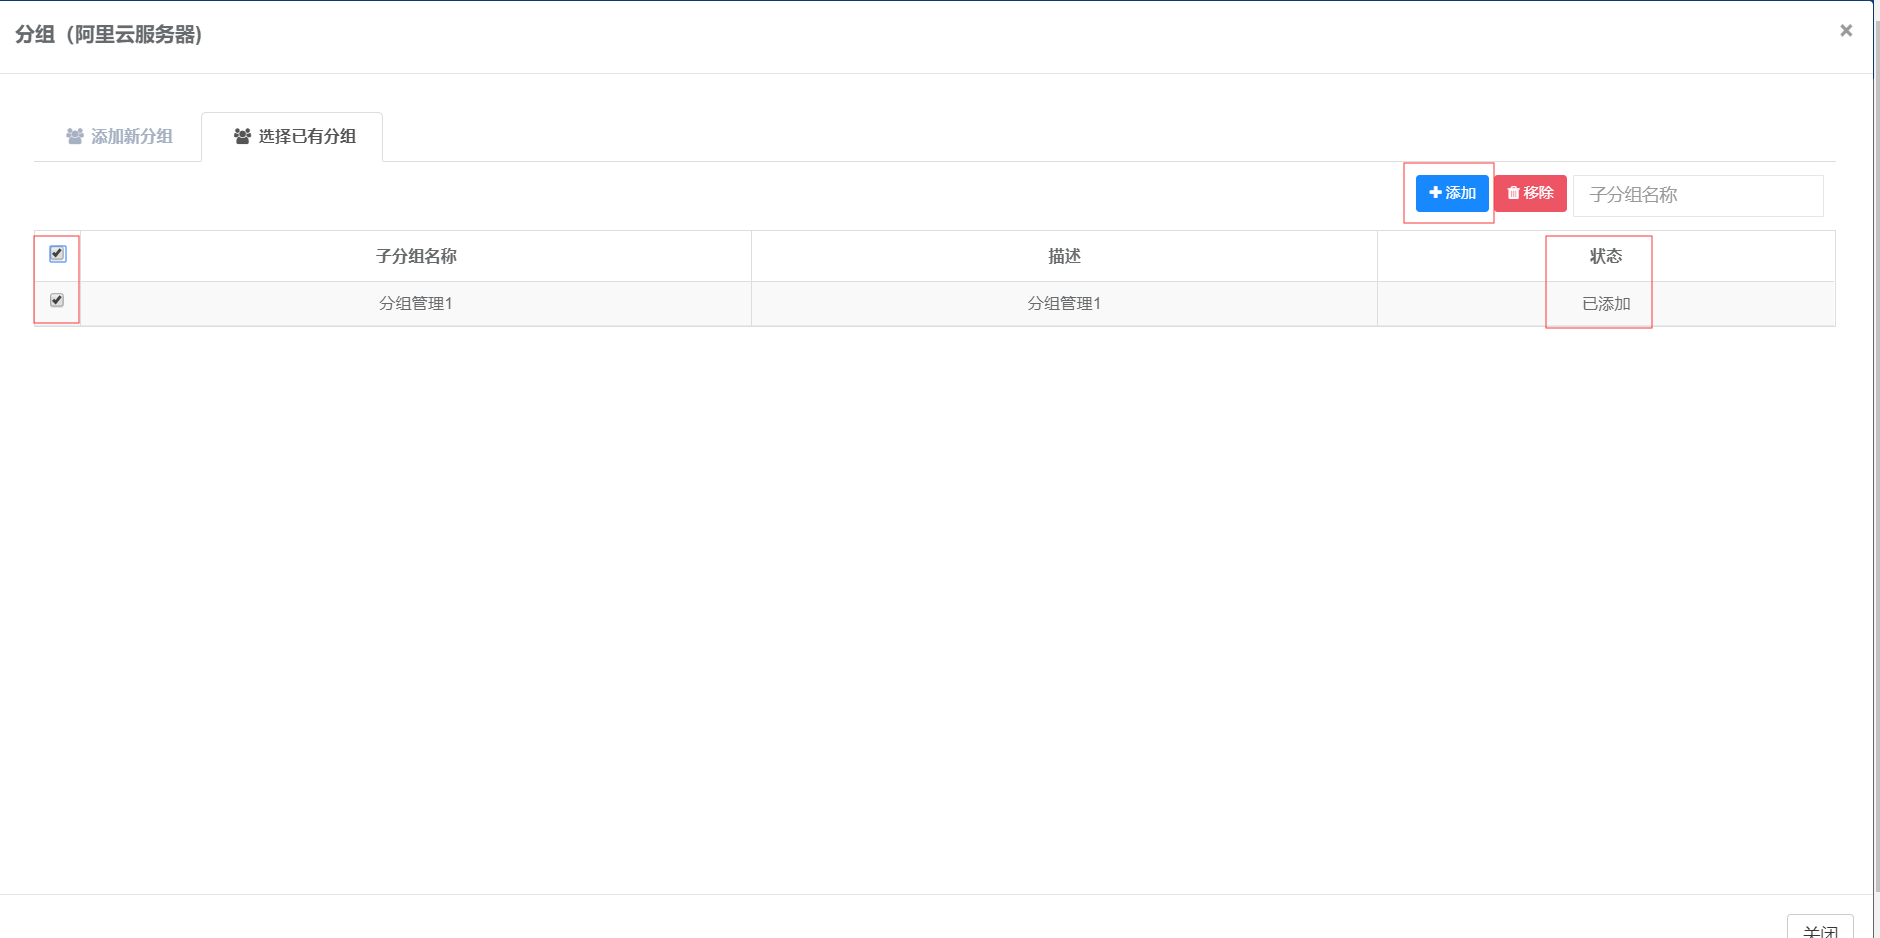 分组（阿里云服务器)
×
添加新分组
选择已有分组
添加
移除
子分组名称
子分组名称
描述
状态
分组管理1
分组管理1
已添加
关闭